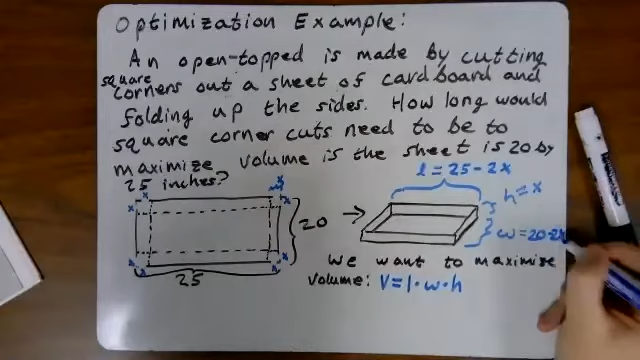 Optimization Example:
An open-topped is made by cutting
square
corners out a sheet of cardboard and
folding up the sides. How long would
square corner cuts need to be to
maximize volume is the sheet is 20 by
25 inches?
l = 25 - 2x
h = x
w = 20-2x
x
x
x
x
x
x
x
20
25
We want to maximize
volume: V = l · w · h